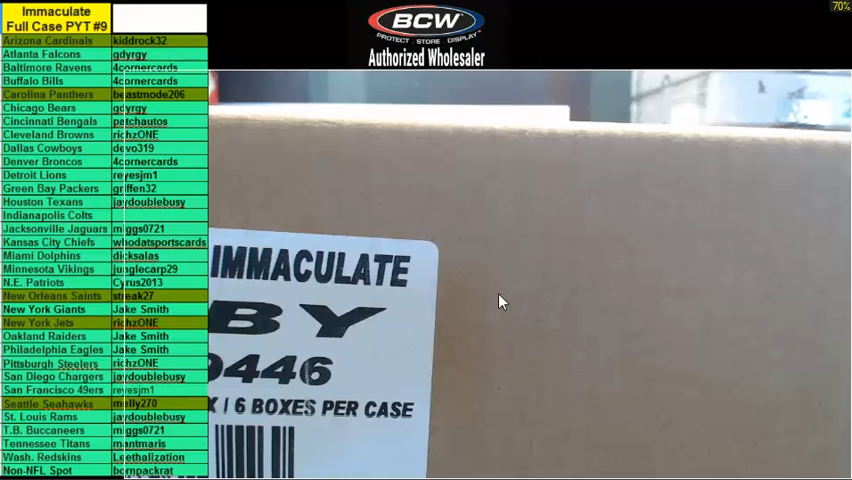 Immaculate
Full Case PYT #9
Arizona Cardinals kiddrock32
Atlanta Falcons gdyrgy
Baltimore Ravens 4cornercards
Buffalo Bills 4cornercards
Carolina Panthers beastmode206
Chicago Bears gdyrgy
Cincinnati Bengals patchautos
Cleveland Browns richzONE
Dallas Cowboys devo319
Denver Broncos 4cornercards
Detroit Lions reyesjm1
Green Bay Packers griffen32
Houston Texans jaydoublebusy
Indianapolis Colts
Jacksonville Jaguars miggs0721
Kansas City Chiefs whodatsportscards
Miami Dolphins dicksalas
Minnesota Vikings junglecarp29
N.E. Patriots Cyrus2013
New Orleans Saints streak27
New York Giants Jake Smith
New York Jets richzONE
Oakland Raiders Jake Smith
Philadelphia Eagles Jake Smith
Pittsburgh Steelers richzONE
San Diego Chargers jaydoublebusy
San Francisco 49ers reyesjm1
Seattle Seahawks melly270
St. Louis Rams jaydoublebusy
T.B. Buccaneers miggs0721
Tennessee Titans mantmaris
Wash. Redskins Leethalization
Non-NFL Spot bornpackrat
BCW
PROTECT. STORE. DISPLAY.
Authorized Wholesaler
70%
IMMACULATE
BY
9446
X | 6 BOXES PER CASE